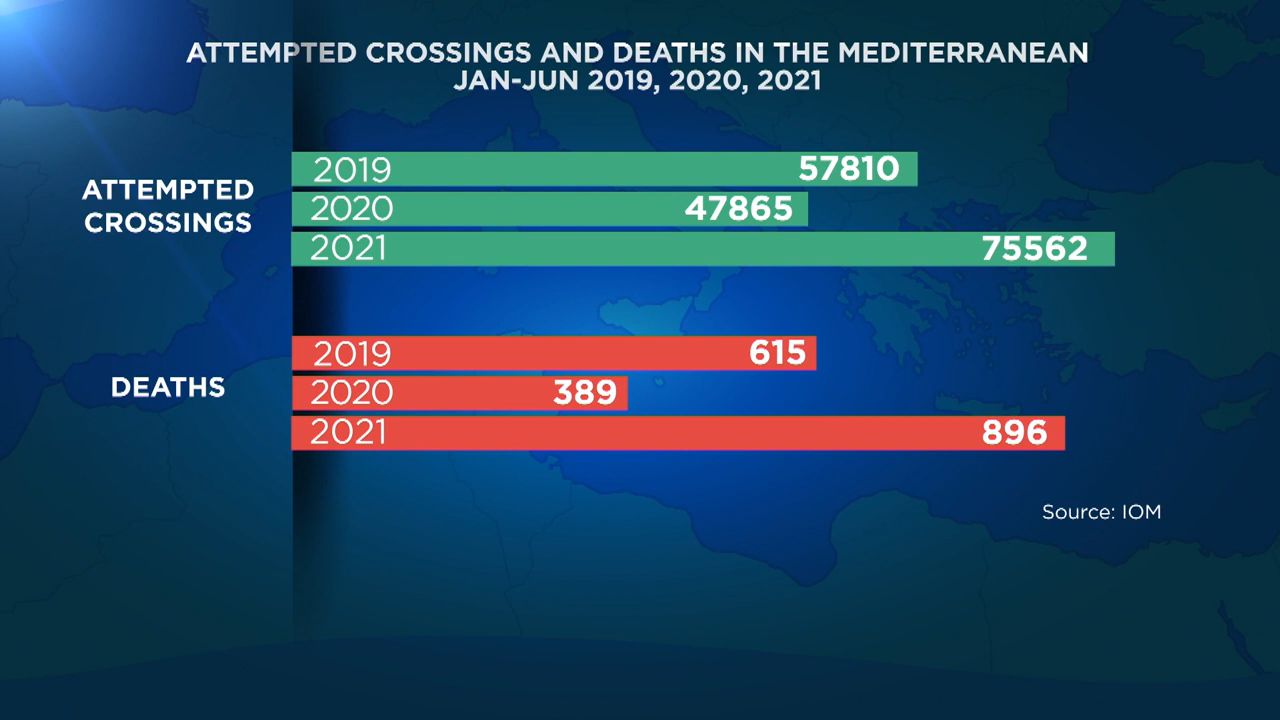 ATTEMPTED CROSSINGS AND DEATHS IN THE MEDITERRANEAN
JAN-JUN 2019, 2020, 2021
ATTEMPTED
CROSSINGS
2019 57810
2020 47865
2021 75562
DEATHS
2019 615
2020 389
2021 896
Source: IOM